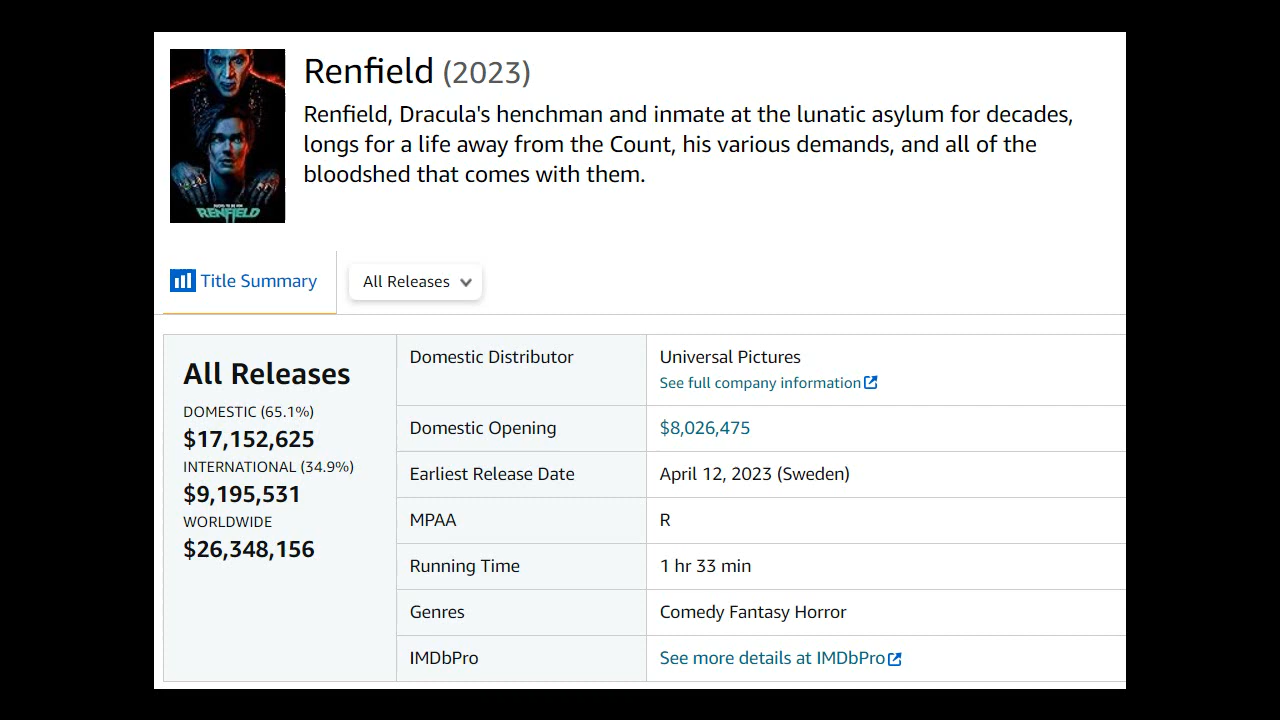 Renfield (2023)
Renfield, Dracula's henchman and inmate at the lunatic asylum for decades,
longs for a life away from the Count, his various demands, and all of the
bloodshed that comes with them.
RENFIELD
Title Summary
All Releases
All Releases
DOMESTIC (65.1%)
$17,152,625
INTERNATIONAL (34.9%)
$9,195,531
WORLDWIDE
$26,348,156
Domestic Distributor
Universal Pictures
See full company information
Domestic Opening
$8,026,475
Earliest Release Date
April 12, 2023 (Sweden)
MPAA
R
Running Time
1 hr 33 min
Genres
Comedy Fantasy Horror
IMDbPro
See more details at IMDbPro